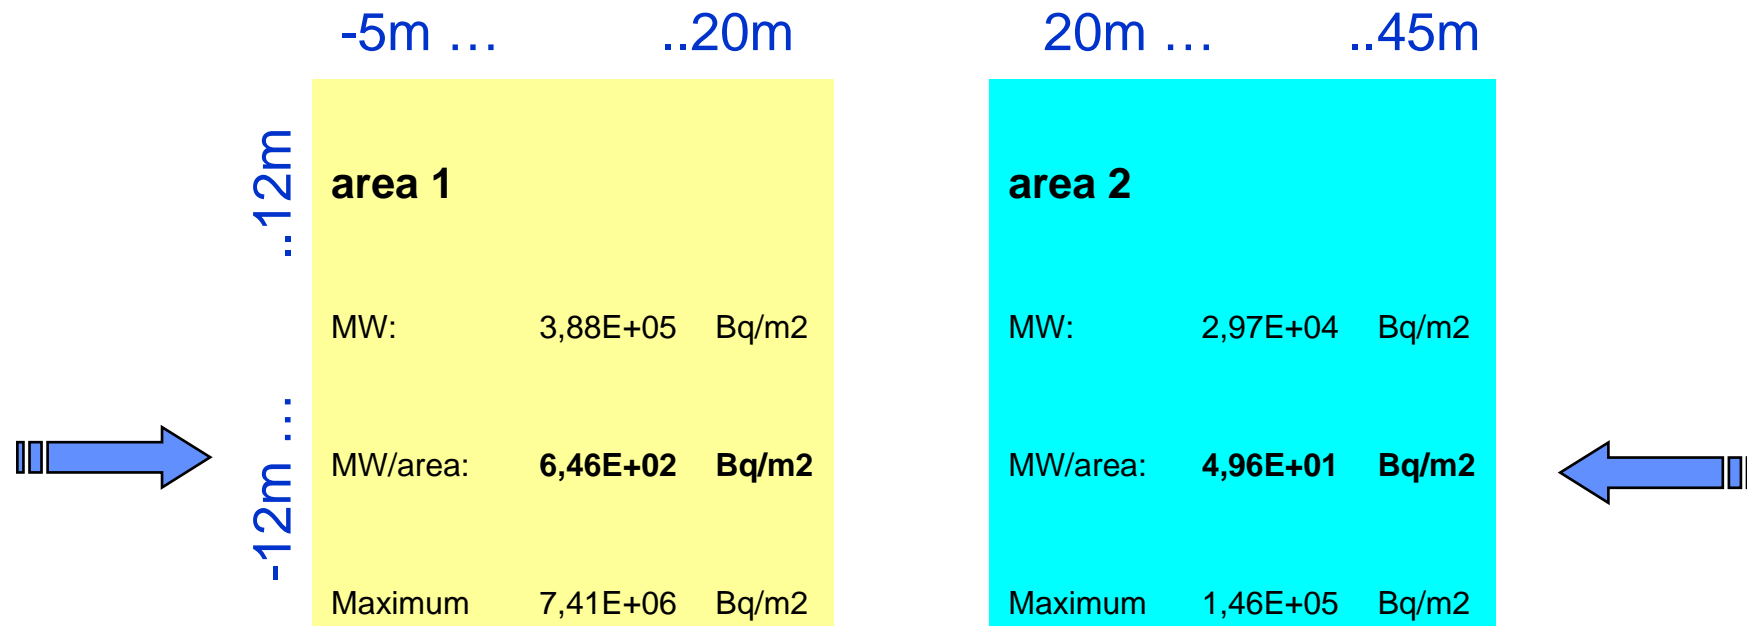 -5m … ..20m 20m … ..45m
-12m … ..12m
area 1 area 2
MW: 3,88E+05 Bq/m2 MW: 2,97E+04 Bq/m2
MW/area: 6,46E+02 Bq/m2 MW/area: 4,96E+01 Bq/m2
Maximum 7,41E+06 Bq/m2 Maximum 1,46E+05 Bq/m2